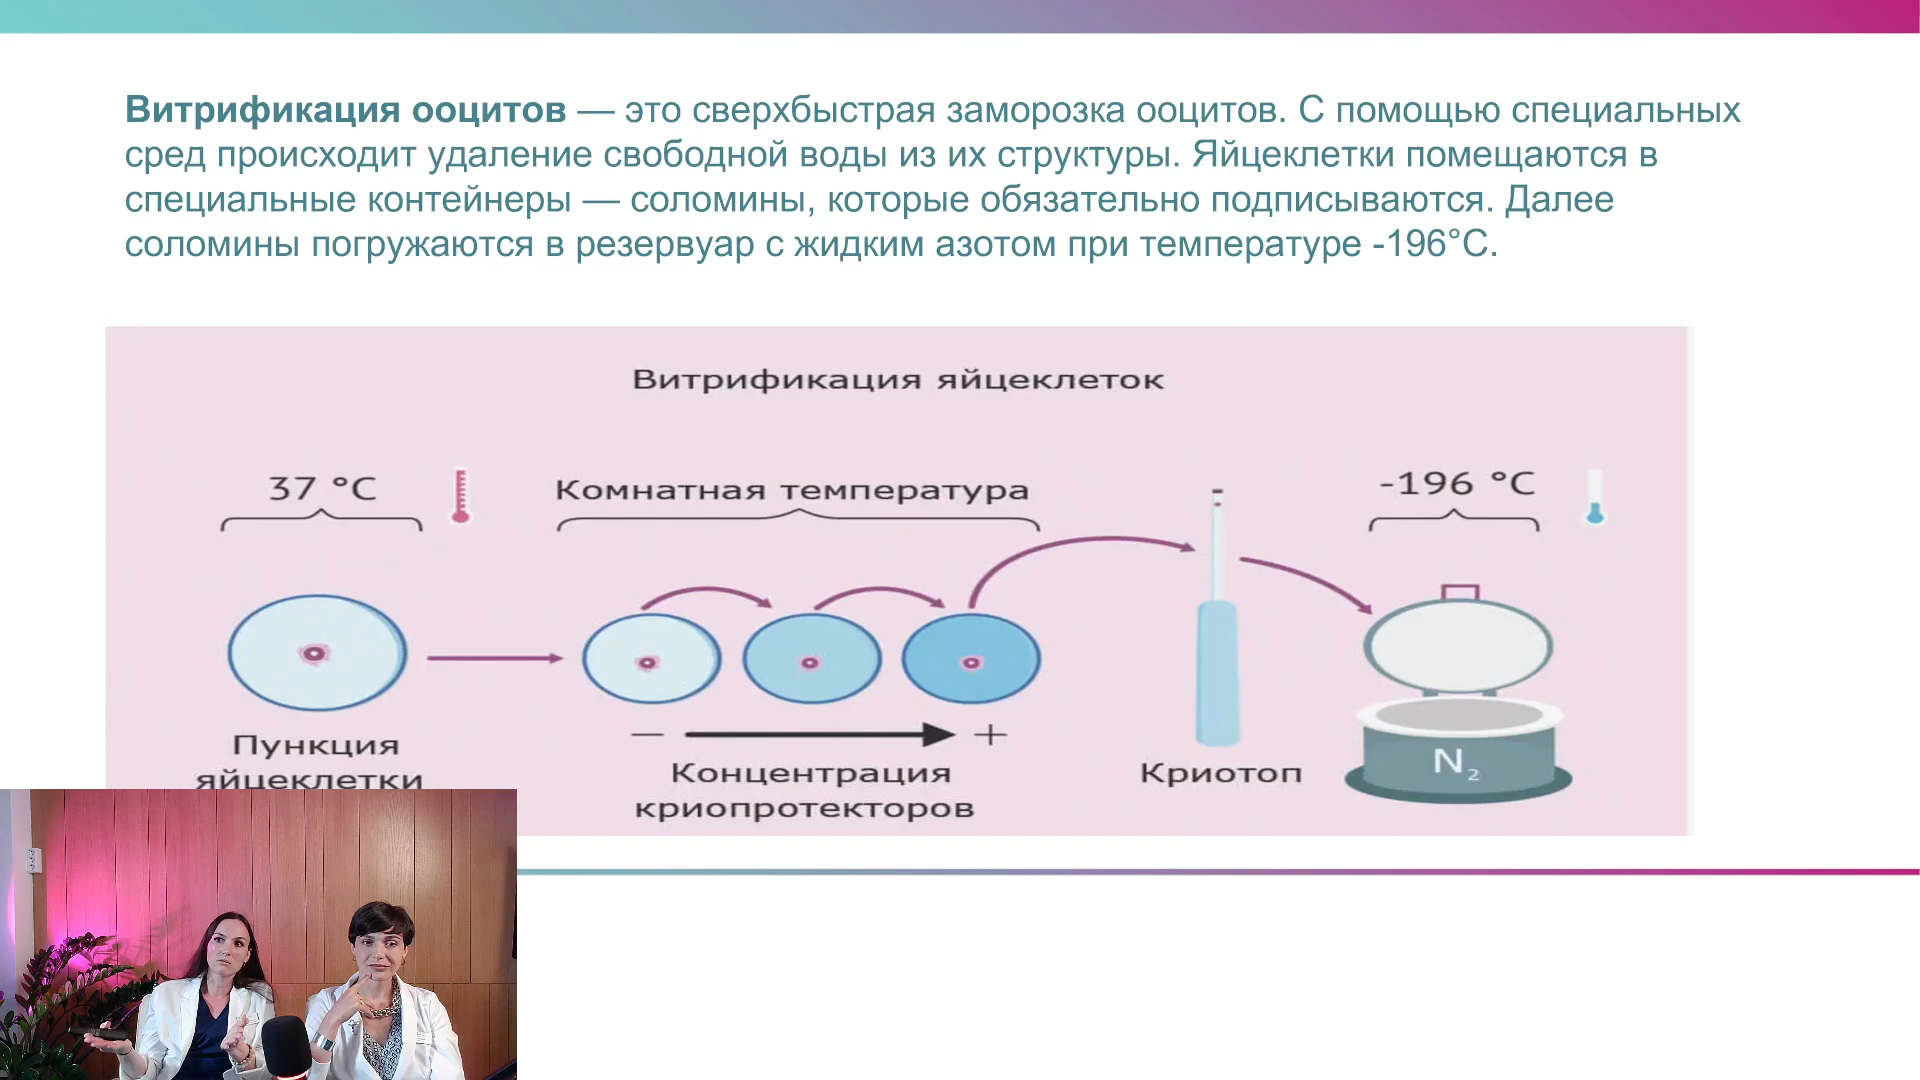 Витрификация ооцитов — это сверхбыстрая заморозка ооцитов. С помощью специальных
сред происходит удаление свободной воды из их структуры. Яйцеклетки помещаются в
специальные контейнеры — соломины, которые обязательно подписываются. Далее
соломины погружаются в резервуар с жидким азотом при температуре -196°C.
Витрификация яйцеклеток
37 °C
Комнатная температура
-196 °C
Пункция
яйцеклетки
— +
Концентрация
криопротекторов
Криотоп
N₂